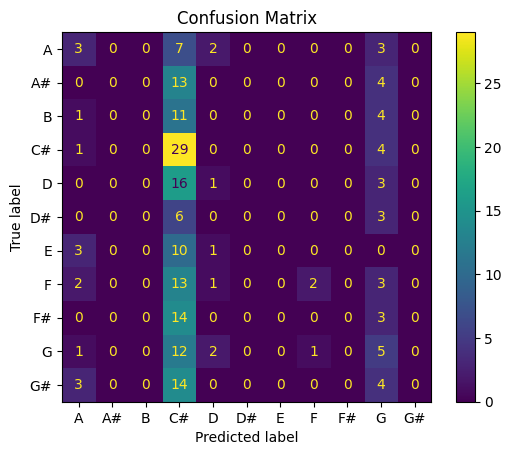 Confusion Matrix
A 3 0 0 7 2 0 0 0 0 3 0
A# 0 0 0 13 0 0 0 0 0 4 0
B 1 0 0 11 0 0 0 0 0 4 0
C# 1 0 0 29 0 0 0 0 0 4 0
D 0 0 0 16 1 0 0 0 0 3 0
D# 0 0 0 6 0 0 0 0 0 3 0
E 3 0 0 10 1 0 0 0 0 0 0
F 2 0 0 13 1 0 0 2 0 3 0
F# 0 0 0 14 0 0 0 0 0 3 0
G 1 0 0 12 2 0 0 1 0 5 0
G# 3 0 0 14 0 0 0 0 0 4 0
A A# B C# D D# E F F# G G#
Predicted label
True label
25
20
15
10
5
0